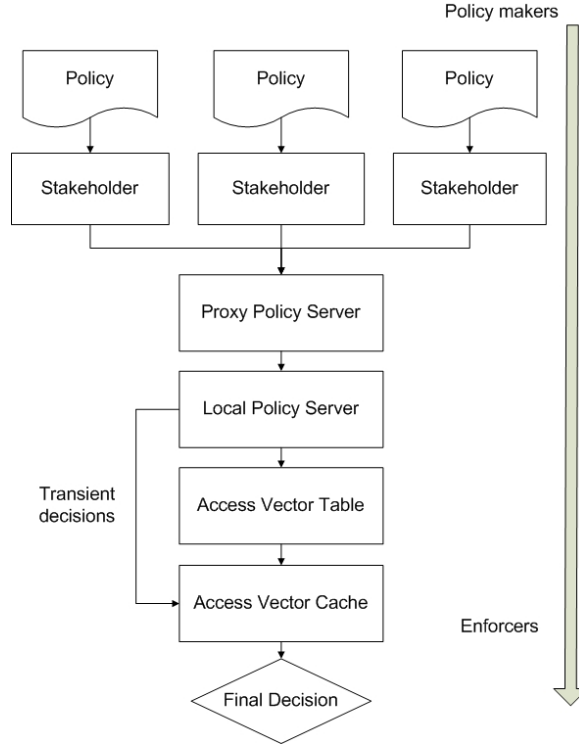 Policy makers
Policy
Policy
Policy
Stakeholder
Stakeholder
Stakeholder
Proxy Policy Server
Local Policy Server
Transient
decisions
Access Vector Table
Access Vector Cache
Enforcers
Final Decision